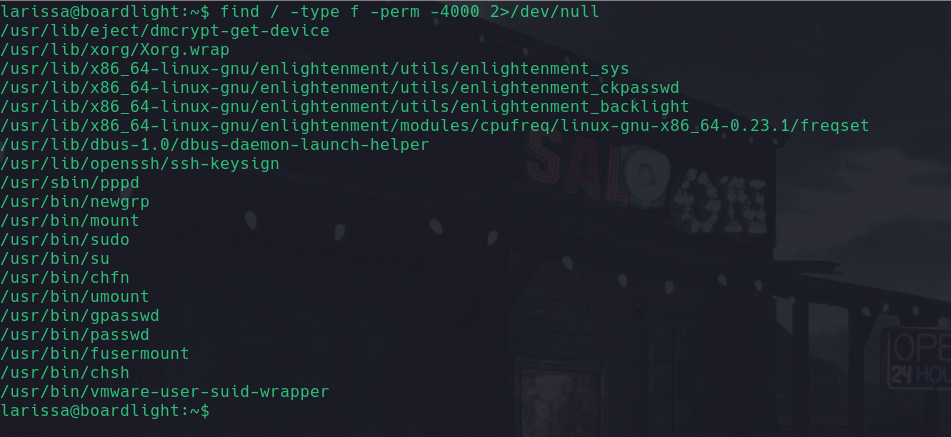 larissa@boardlight:~$ find / -type f -perm -4000 2>/dev/null
/usr/lib/eject/dmcrypt-get-device
/usr/lib/xorg/Xorg.wrap
/usr/lib/x86_64-linux-gnu/enlightenment/utils/enlightenment_sys
/usr/lib/x86_64-linux-gnu/enlightenment/utils/enlightenment_ckpasswd
/usr/lib/x86_64-linux-gnu/enlightenment/utils/enlightenment_backlight
/usr/lib/x86_64-linux-gnu/enlightenment/modules/cpufreq/linux-gnu-x86_64-0.23.1/freqset
/usr/lib/dbus-1.0/dbus-daemon-launch-helper
/usr/lib/openssh/ssh-keysign
/usr/sbin/pppd
/usr/bin/newgrp
/usr/bin/mount
/usr/bin/sudo
/usr/bin/su
/usr/bin/chfn
/usr/bin/umount
/usr/bin/gpasswd
/usr/bin/passwd
/usr/bin/fusermount
/usr/bin/chsh
/usr/bin/vmware-user-suid-wrapper
larissa@boardlight:~$
SALOON
OPE
24 HOU